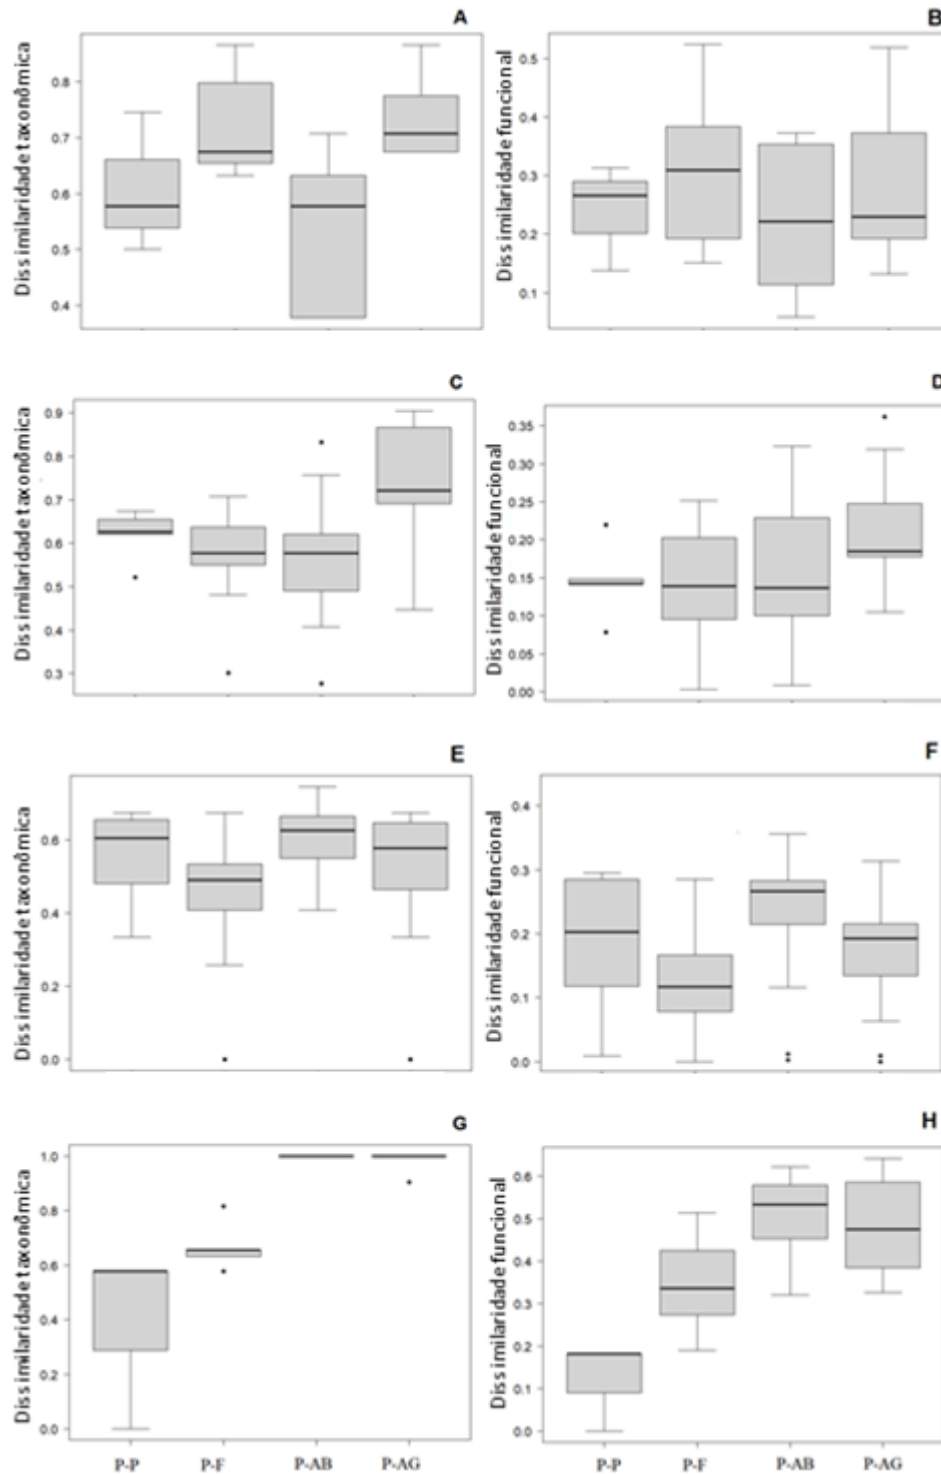 A
Dissimilaridade taxonômica
0.8
0.7
0.6
0.5
0.4
B
Dissimilaridade funcional
0.5
0.4
0.3
0.2
0.1
C
Dissimilaridade taxonômica
0.9
0.8
0.7
0.6
0.5
0.4
0.3
D
Dissimilaridade funcional
0.35
0.30
0.25
0.20
0.15
0.10
0.05
0.00
E
Dissimilaridade taxonômica
0.6
0.4
0.2
0.0
F
Dissimilaridade funcional
0.4
0.3
0.2
0.1
0.0
G
Dissimilaridade taxonômica
1.0
0.8
0.6
0.4
0.2
0.0
P-P P-F P-AB P-AG
H
Dissimilaridade funcional
0.6
0.5
0.4
0.3
0.2
0.1
0.0
P-P P-F P-AB P-AG